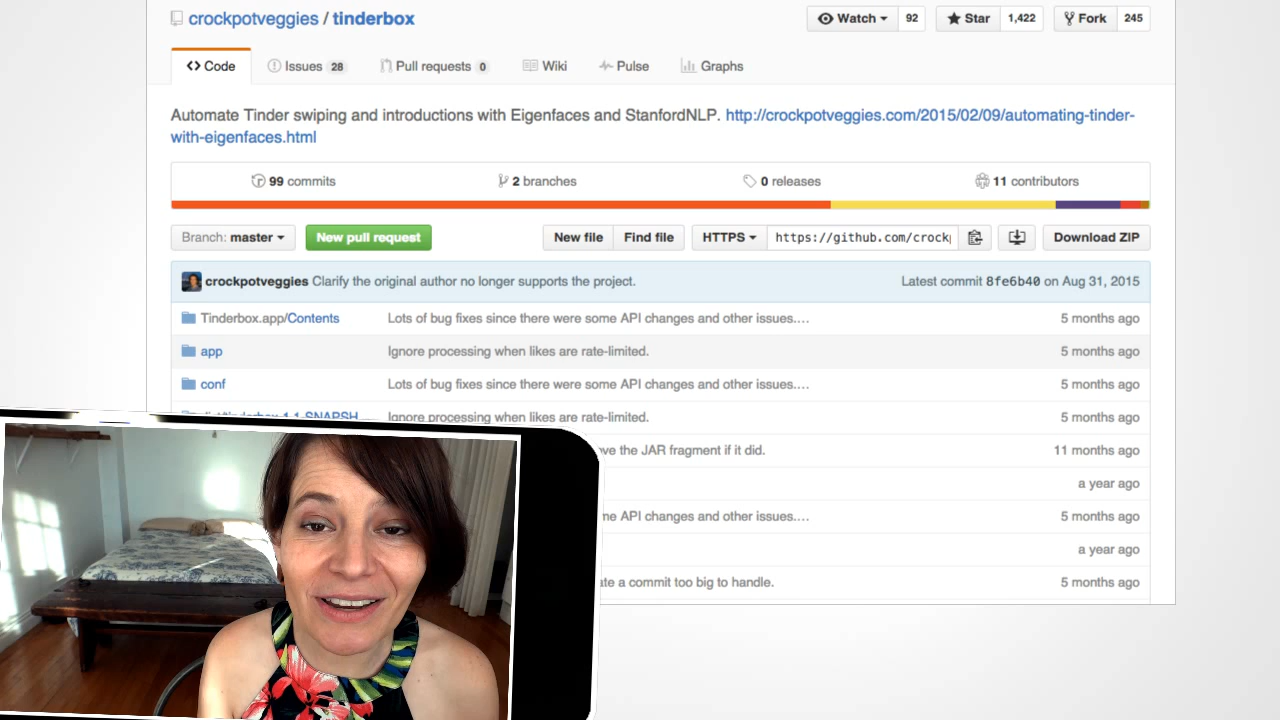 crockpotveggies / tinderbox
Watch 92 Star 1,422 Fork 245
Code Issues 28 Pull requests 0 Wiki Pulse Graphs
Automate Tinder swiping and introductions with Eigenfaces and StanfordNLP. http://crockpotveggies.com/2015/02/09/automating-tinder-
with-eigenfaces.html
99 commits 2 branches 0 releases 11 contributors
Branch: master New pull request New file Find file HTTPS https://github.com/crock Download ZIP
crockpotveggies Clarify the original author no longer supports the project. Latest commit 8fe6b40 on Aug 31, 2015
Tinderbox.app/Contents Lots of bug fixes since there were some API changes and other issues.… 5 months ago
app Ignore processing when likes are rate-limited. 5 months ago
conf Lots of bug fixes since there were some API changes and other issues.… 5 months ago
dist/tinderbox-1.1-SNAPSH Ignore processing when likes are rate-limited. 5 months ago
ve the JAR fragment if it did. 11 months ago
a year ago
ne API changes and other issues.… 5 months ago
a year ago
ate a commit too big to handle. 5 months ago